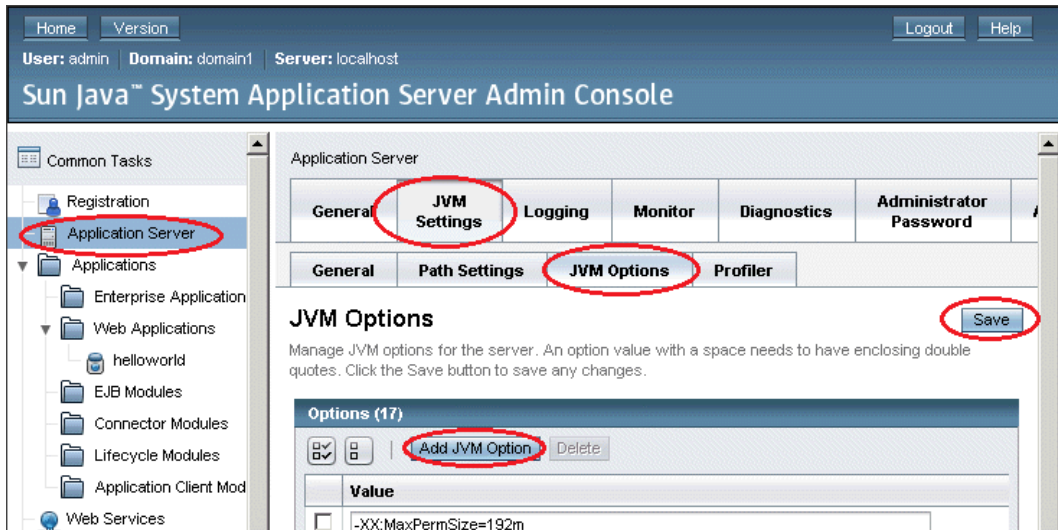 Home Version Logout Help
User: admin Domain: domain1 Server: localhost
Sun Java™ System Application Server Admin Console
Common Tasks
Registration
Application Server
Applications
Enterprise Application
Web Applications
helloworld
EJB Modules
Connector Modules
Lifecycle Modules
Application Client Mod
Web Services
Application Server
General JVM Settings Logging Monitor Diagnostics Administrator Password
General Path Settings JVM Options Profiler
JVM Options
Save
Manage JVM options for the server. An option value with a space needs to have enclosing double
quotes. Click the Save button to save any changes.
Options (17)
Add JVM Option Delete
Value
-XX:MaxPermSize=192m